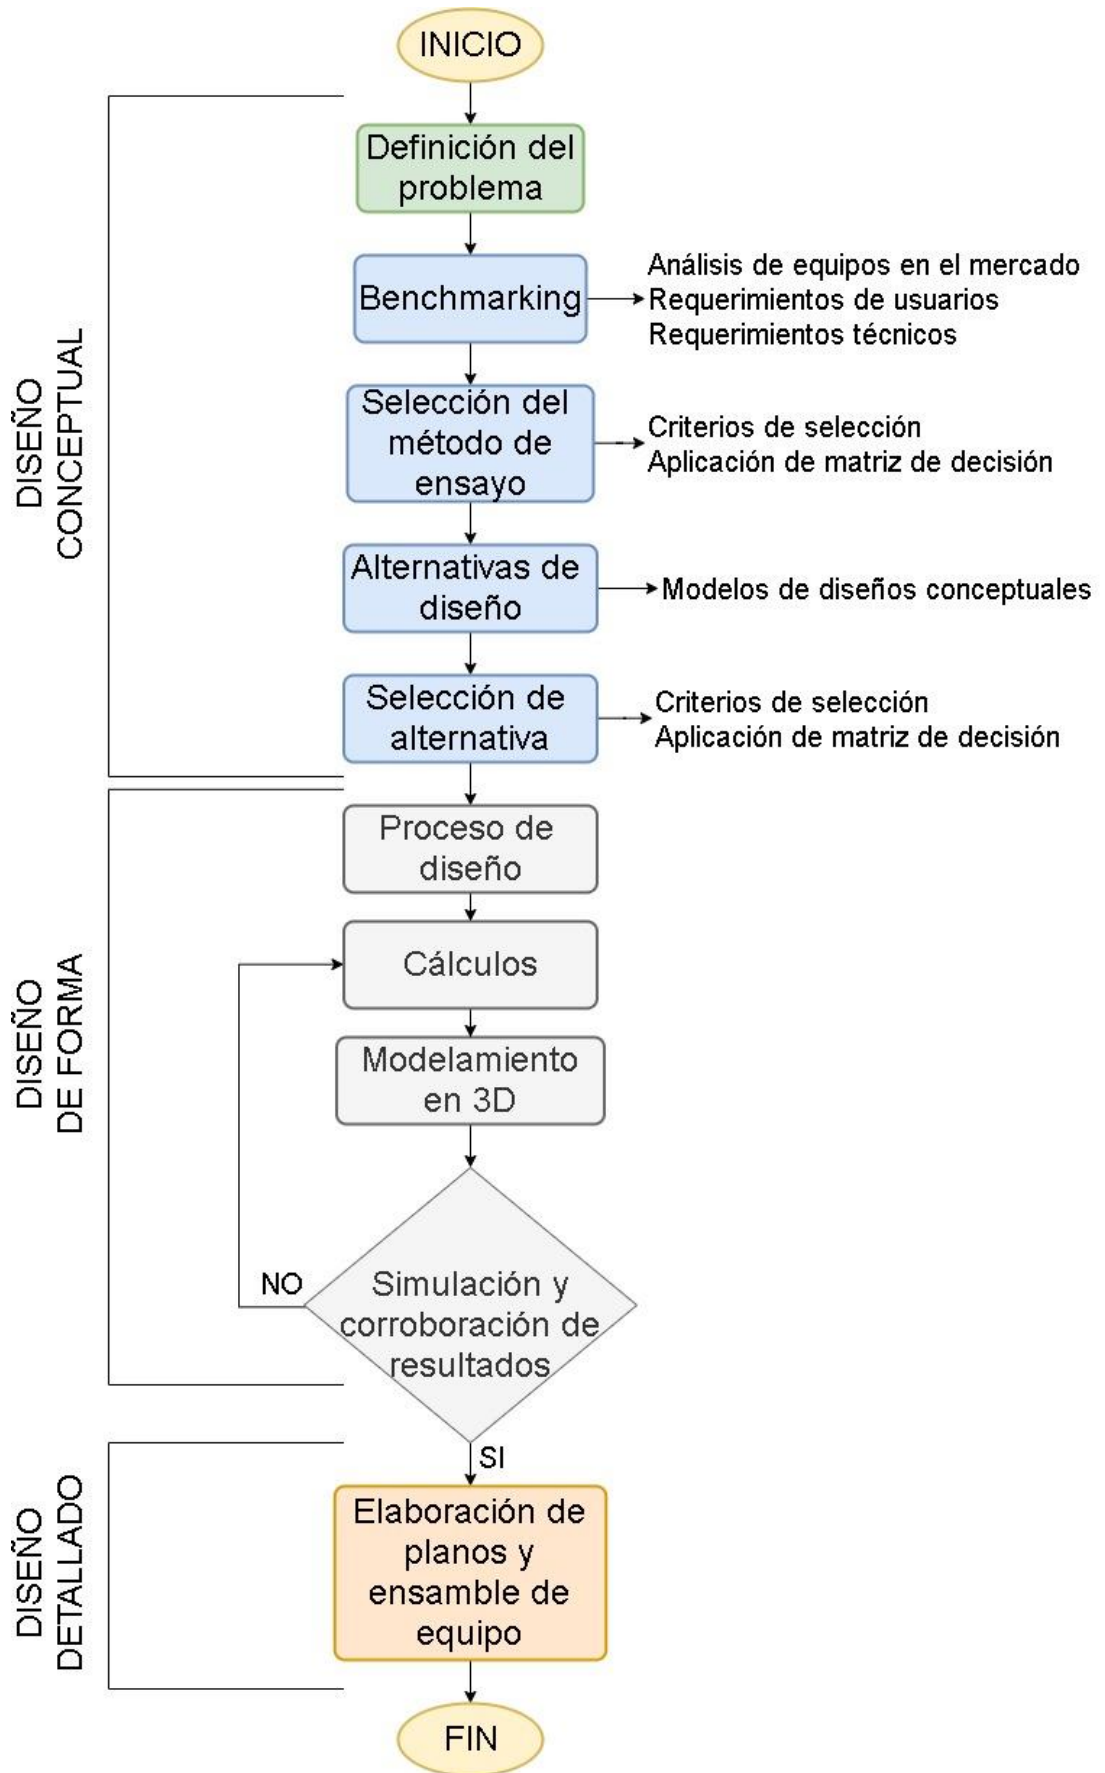 INICIO
Definición del
problema
Benchmarking
Análisis de equipos en el mercado
Requerimientos de usuarios
Requerimientos técnicos
Selección del
método de
ensayo
Criterios de selección
Aplicación de matriz de decisión
Alternativas de
diseño
Modelos de diseños conceptuales
Selección de
alternativa
Criterios de selección
Aplicación de matriz de decisión
DISEÑO
CONCEPTUAL
Proceso de
diseño
Cálculos
Modelamiento
en 3D
NO
Simulación y
corroboración de
resultados
DISEÑO
DE FORMA
SI
Elaboración de
planos y
ensamble de
equipo
DISEÑO
DETALLADO
FIN